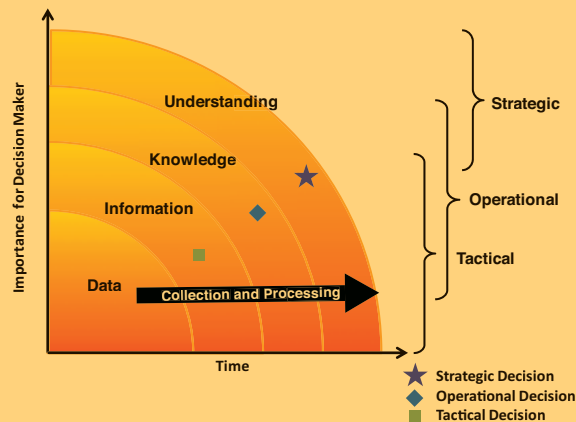 Importance for Decision Maker
Understanding
Knowledge
Information
Data
Collection and Processing
Time
Strategic
Operational
Tactical
Strategic Decision
Operational Decision
Tactical Decision